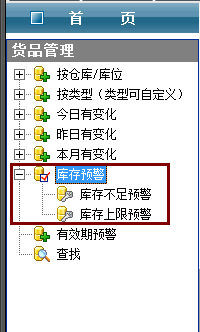 首 页
货品管理
按仓库/库位
按类型（类型可自定义）
今日有变化
昨日有变化
本月有变化
库存预警
库存不足预警
库存上限预警
有效期预警
查找